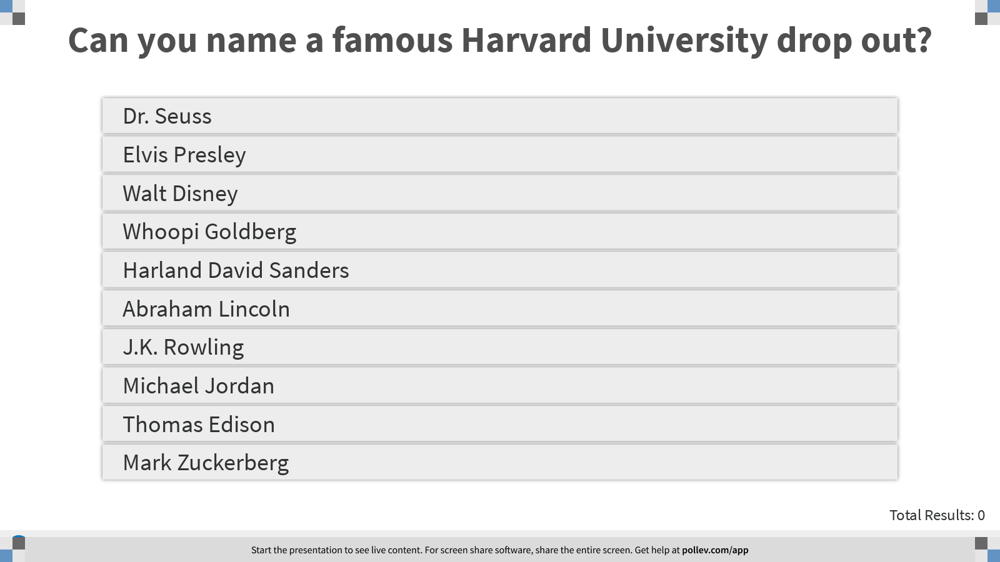 Can you name a famous Harvard University drop out?
Dr. Seuss
Elvis Presley
Walt Disney
Whoopi Goldberg
Harland David Sanders
Abraham Lincoln
J.K. Rowling
Michael Jordan
Thomas Edison
Mark Zuckerberg
Total Results: 0
Start the presentation to see live content. For screen share software, share the entire screen. Get help at pollev.com/app